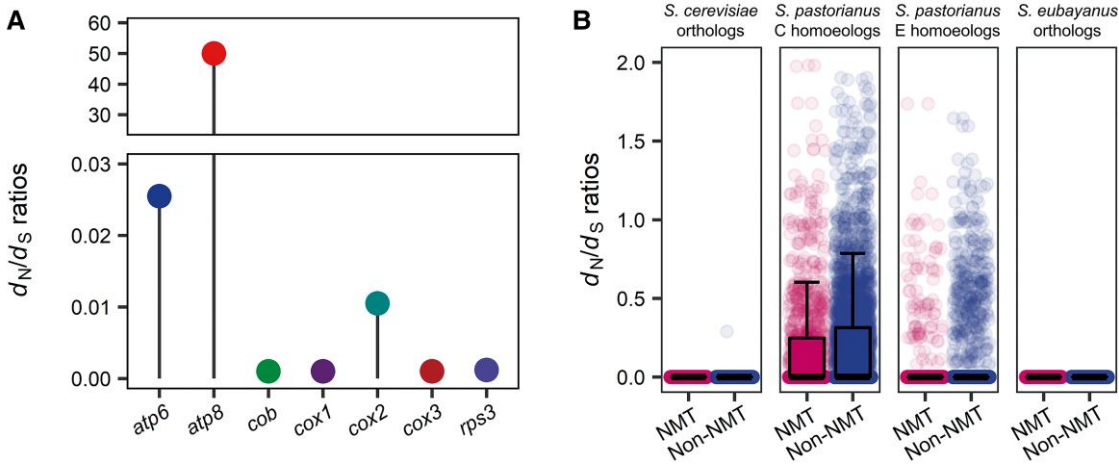 A
dN/dS ratios
60
50
40
30
0.03
0.02
0.01
0.00
atp6
atp8
cob
cox1
cox2
cox3
rps3
B
S. cerevisiae
orthologs
S. pastorianus
C homoeologs
S. pastorianus
E homoeologs
S. eubayanus
orthologs
dN/dS ratios
2.0
1.5
1.0
0.5
0.0
NMT
Non-NMT
NMT
Non-NMT
NMT
Non-NMT
NMT
Non-NMT